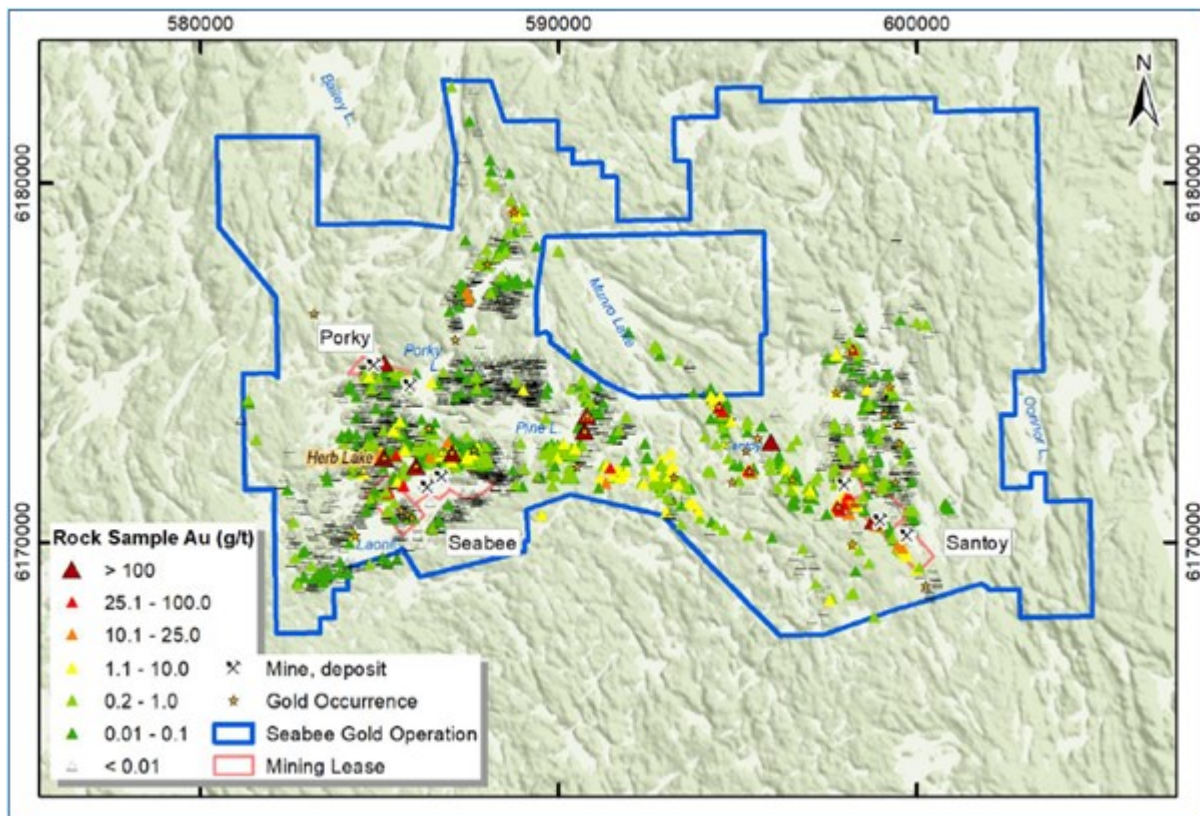 580000
590000
600000
N
Bailey L.
6180000
6180000
Munro Lake
Porky
Porky
L.
Pine L.
Oonnor L.
Herb Lake
6170000
6170000
Seabee
Santoy
Laonil
Rock Sample Au (g/t)
> 100
25.1 - 100.0
10.1 - 25.0
1.1 - 10.0
Mine, deposit
0.2 - 1.0
Gold Occurrence
0.01 - 0.1
Seabee Gold Operation
< 0.01
Mining Lease